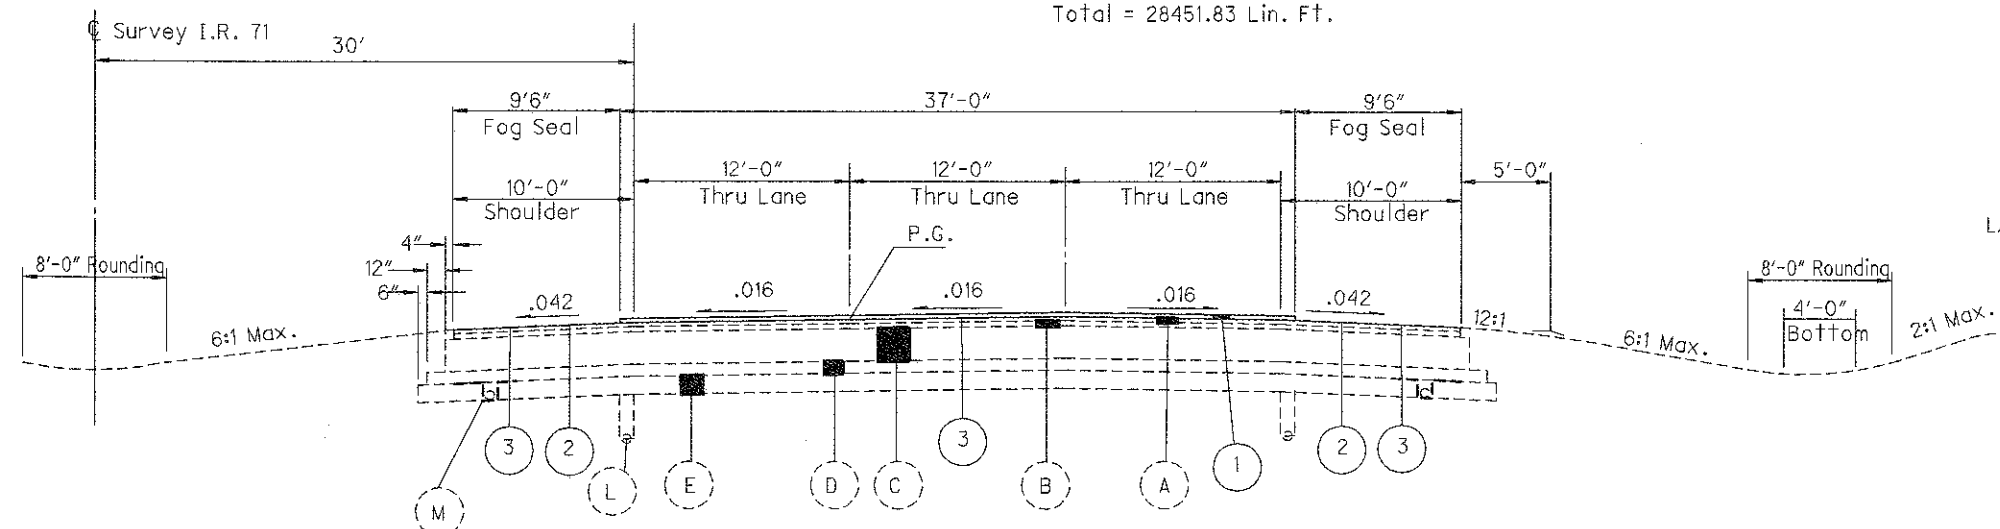 Total = 28451.83 Lin. Ft.
℄ Survey I.R. 71
30'
9'6"
Fog Seal
37'-0"
9'6"
Fog Seal
12'-0"
Thru Lane
12'-0"
Thru Lane
12'-0"
Thru Lane
5'-0"
10'-0"
Shoulder
10'-0"
Shoulder
P.G.
L.
4"
12"
6"
8'-0" Rounding
8'-0" Rounding
4'-0"
Bottom
.042
.016
.016
.016
.042
6:1 Max.
12:1
6:1 Max.
2:1 Max.
3
2
3
1
2
3
L
E
D
C
B
A
M